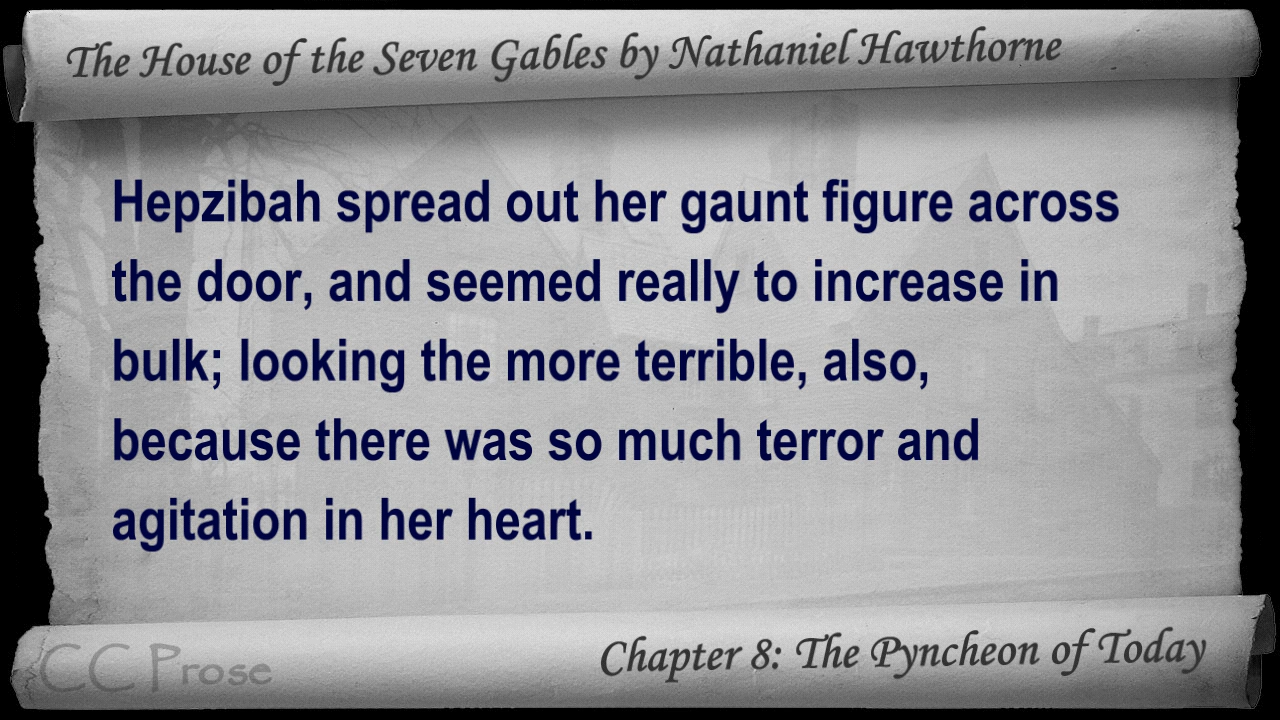 The House of the Seven Gables by Nathaniel Hawthorne
Hepzibah spread out her gaunt figure across
the door, and seemed really to increase in
bulk; looking the more terrible, also,
because there was so much terror and
agitation in her heart.
CC Prose
Chapter 8: The Pyncheon of Today